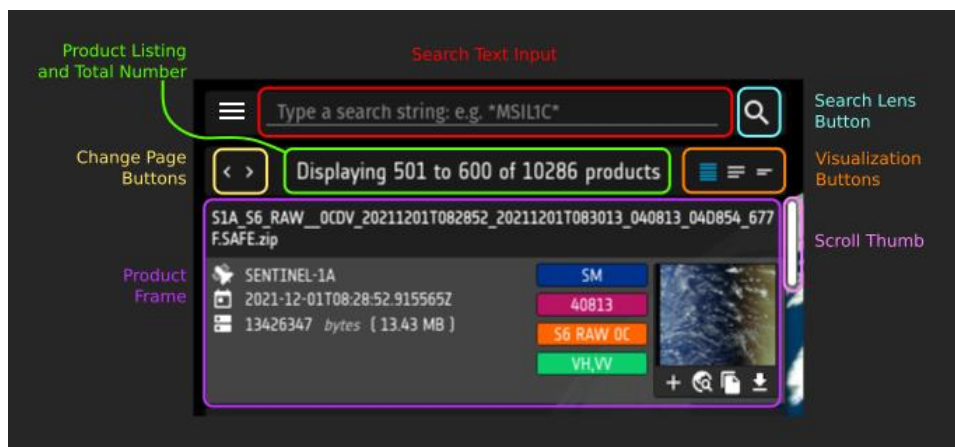 Product Listing
and Total Number
Search Text Input
Type a search string: e.g. *MSIL1C*
Search Lens
Button
Change Page
Buttons
< >
Displaying 501 to 600 of 10286 products
Visualization
Buttons
S1A_S6_RAW__0CDV_20211201T082852_20211201T083013_040813_04D854_677
F.SAFE.zip
Scroll Thumb
Product
Frame
SENTINEL-1A
2021-12-01T08:28:52.915565Z
13426347 bytes ( 13.43 MB )
SM
40813
S6 RAW 0C
VH,VV